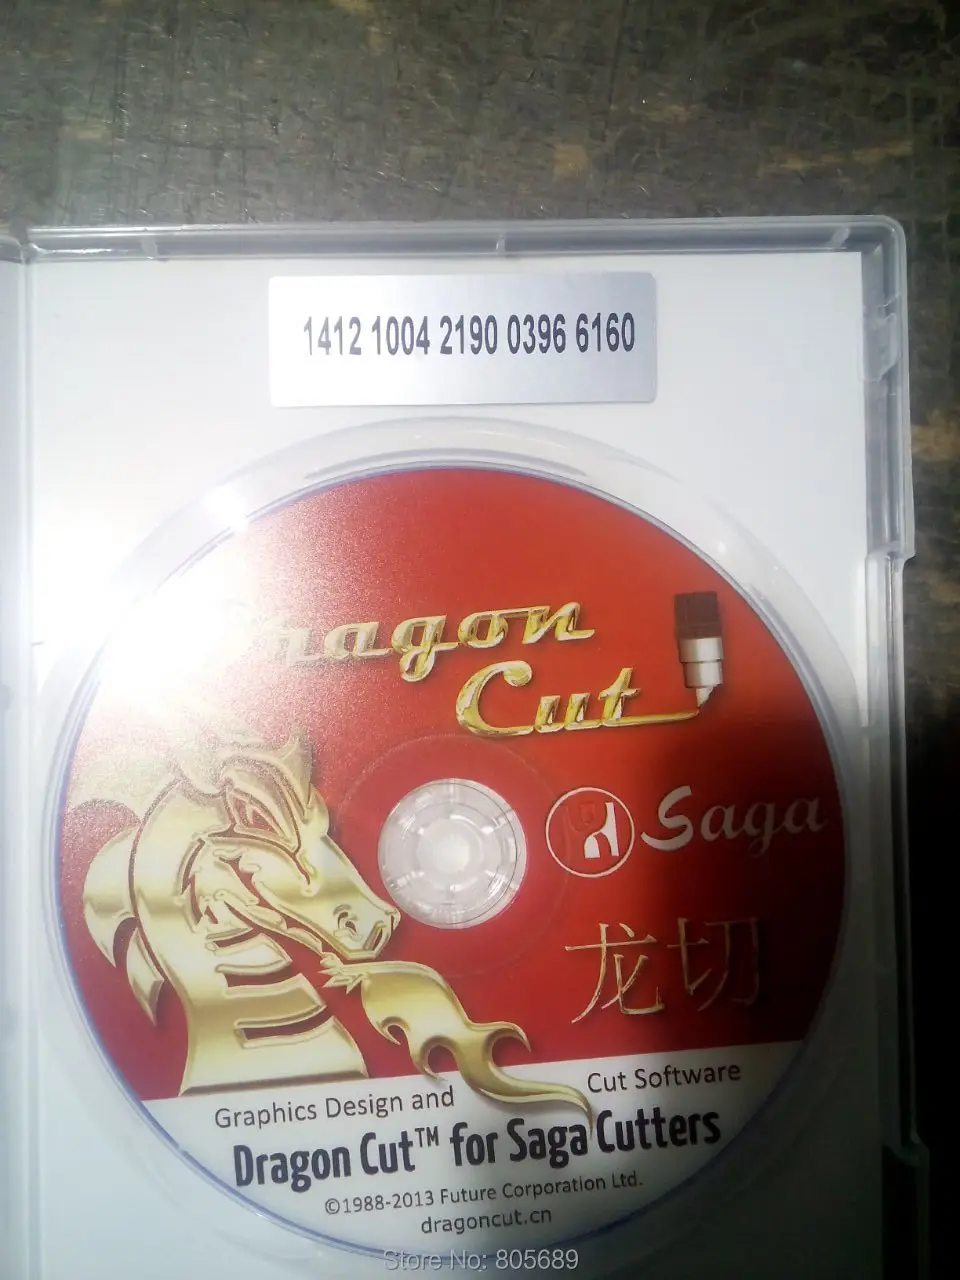 1412 1004 2190 0396 6160
Dragon
Cut
Saga
龙切
Graphics Design and Cut Software
Dragon Cut™ for Saga Cutters
©1988-2013 Future Corporation Ltd.
dragoncut.cn
Store No: 805689